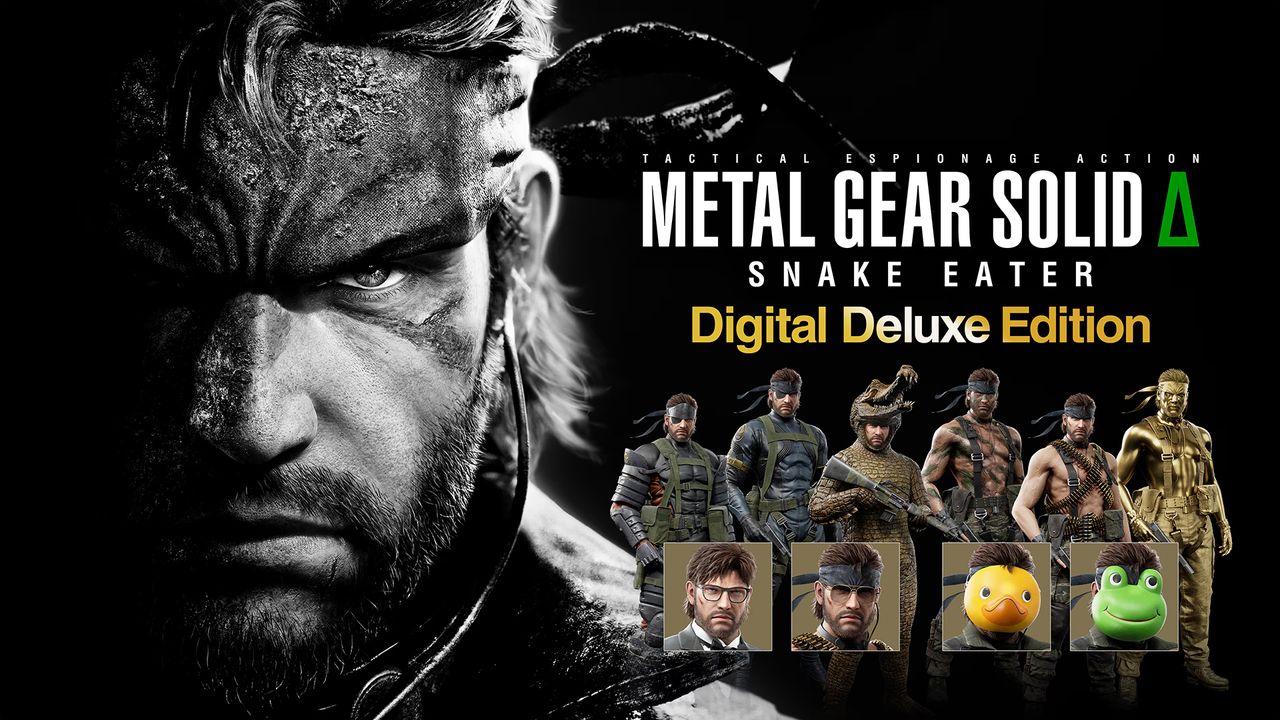 TACTICAL ESPIONAGE ACTION
METAL GEAR SOLID Δ
SNAKE EATER
Digital Deluxe Edition